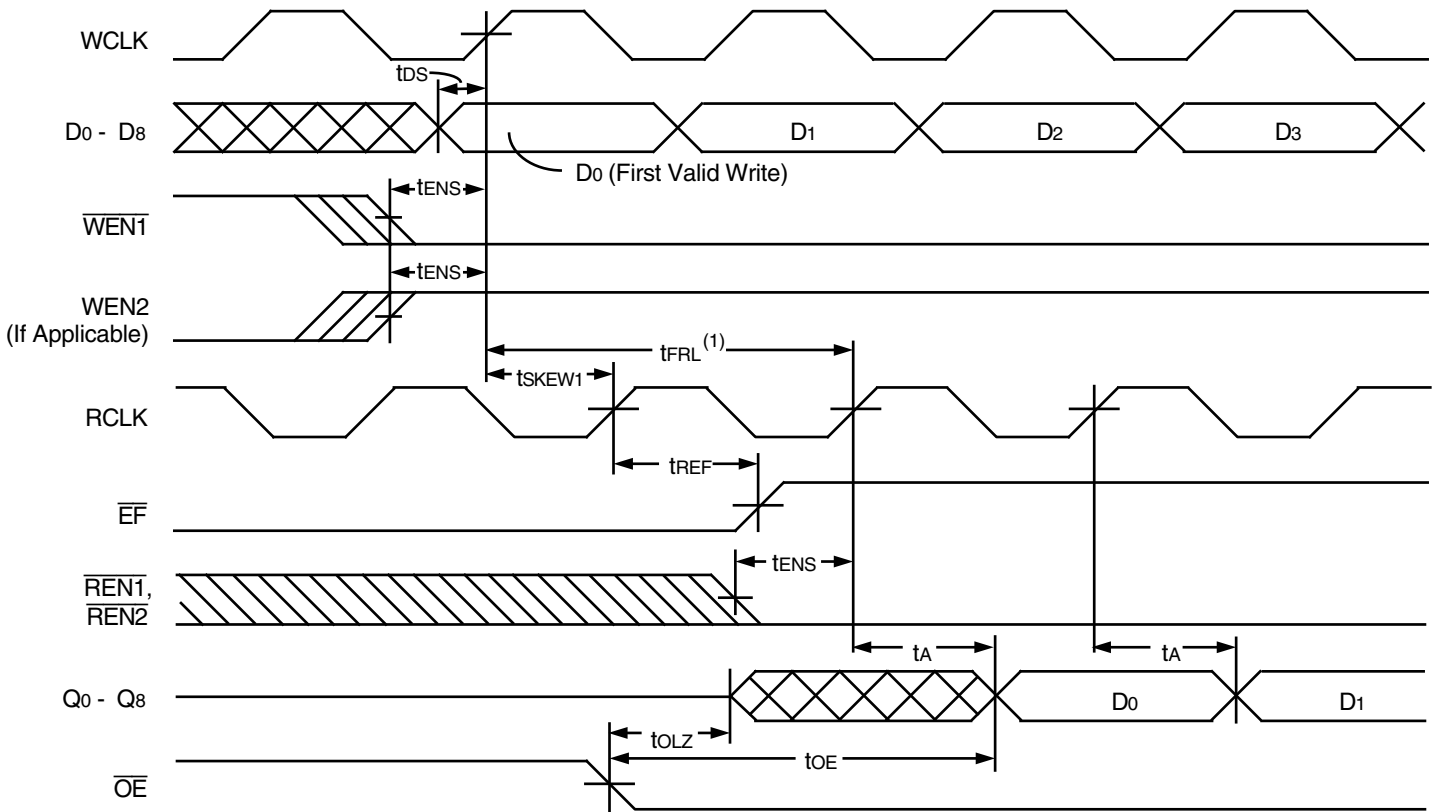 WCLK
tDS
D0 - D8
D1
D2
D3
D0 (First Valid Write)
tENS
WEN1
tENS
WEN2
(If Applicable)
tFRL(1)
tSKEW1
RCLK
tREF
EF
tENS
REN1,
REN2
tA
tA
Q0 - Q8
D0
D1
tOLZ
tOE
OE